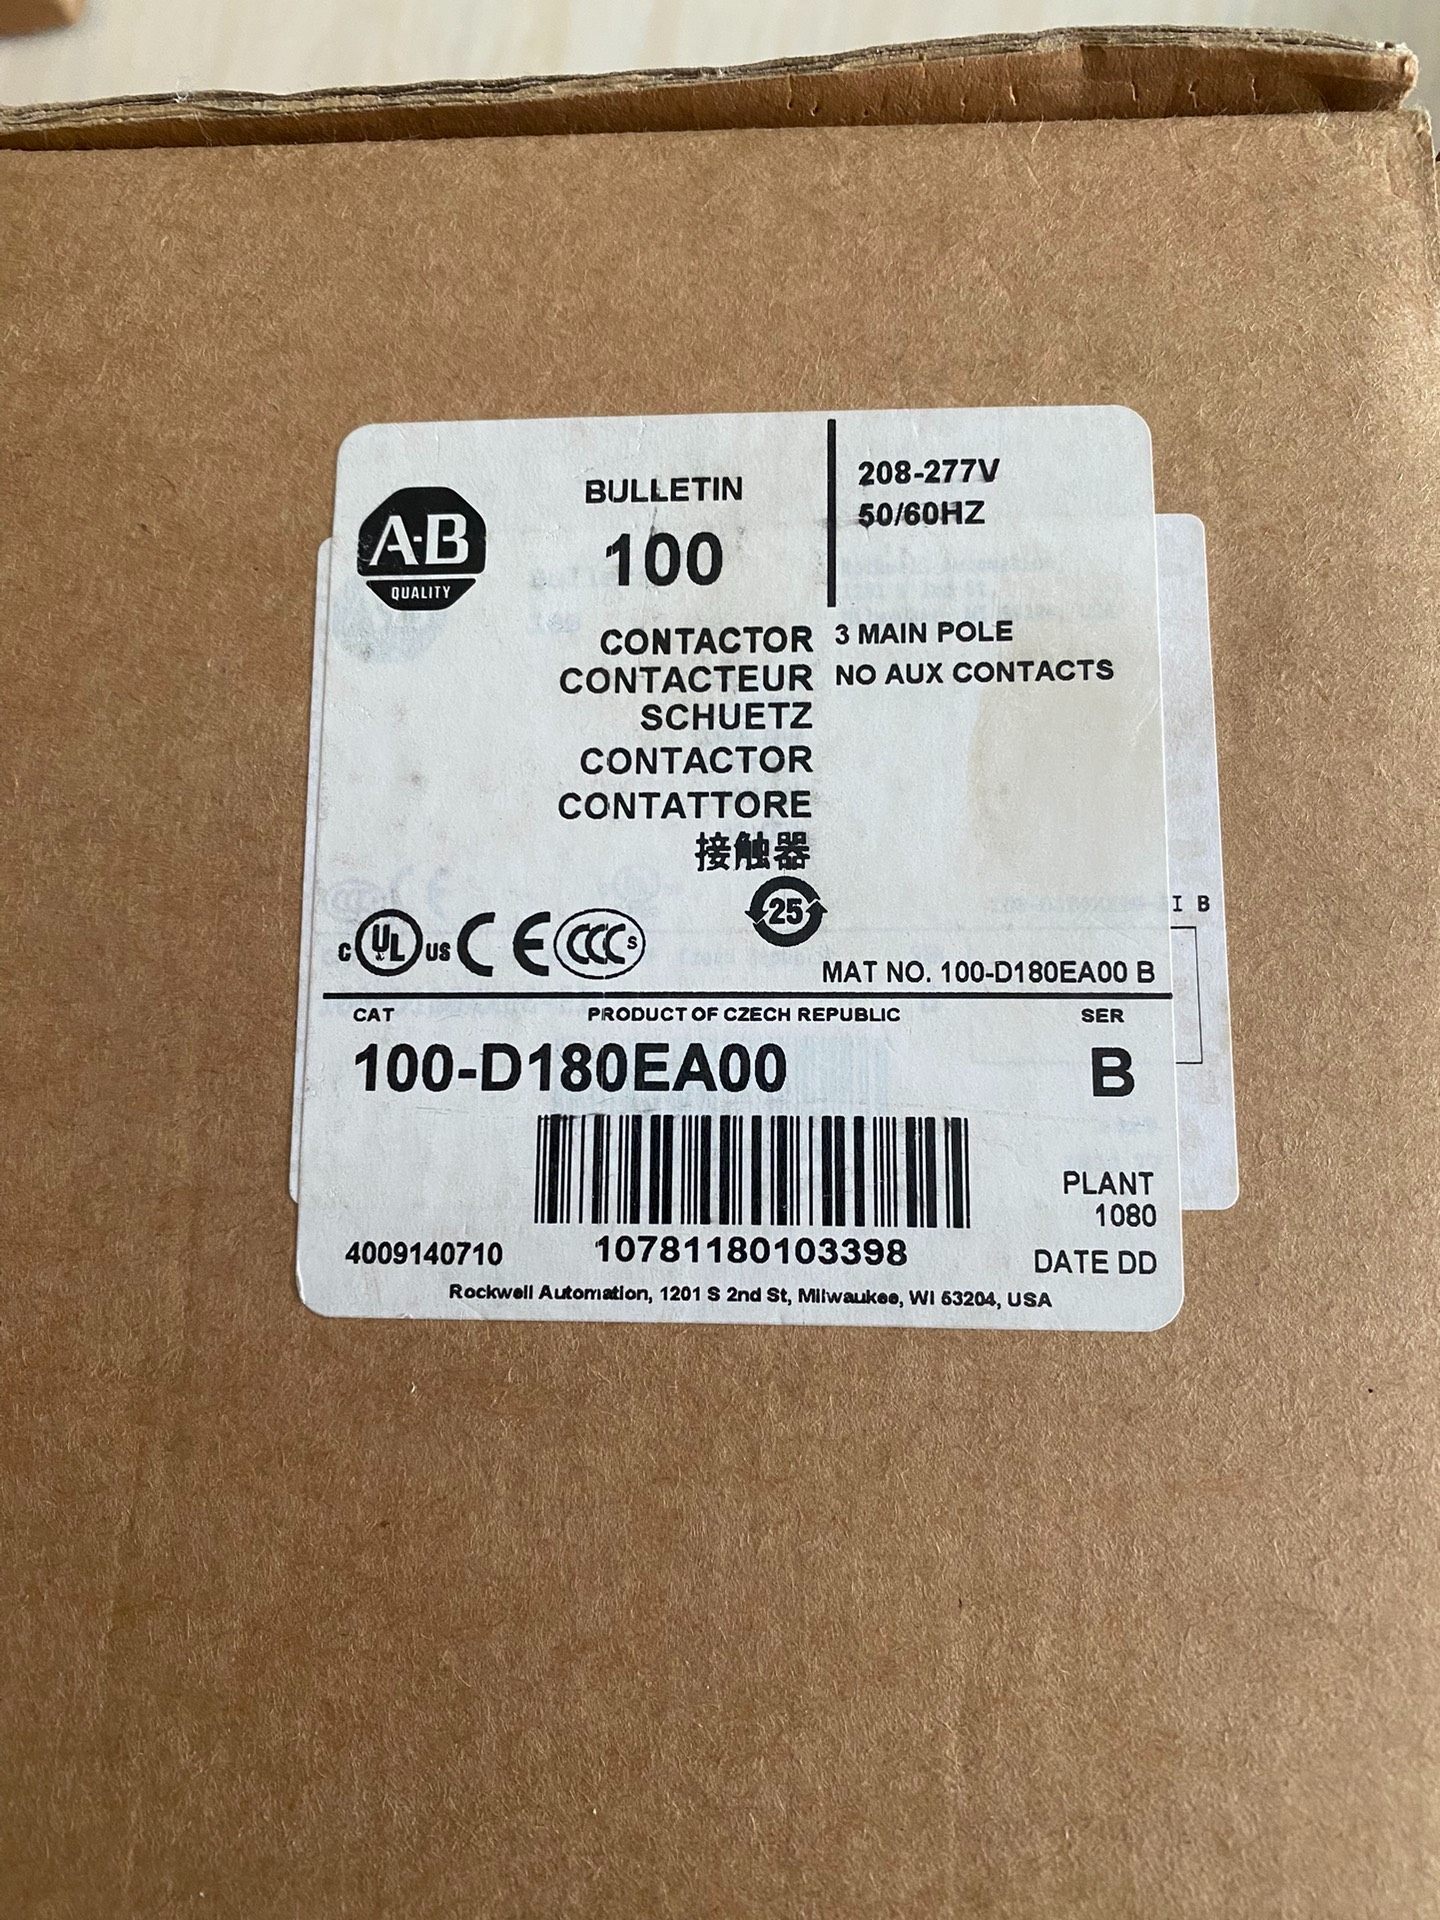 A-B
QUALITY
BULLETIN
100
208-277V
50/60HZ
CONTACTOR
CONTACTEUR
SCHUETZ
CONTACTOR
CONTATTORE
接触器
3 MAIN POLE
NO AUX CONTACTS
25
C UL US CE CCC S
MAT NO. 100-D180EA00 B
I B
CAT
PRODUCT OF CZECH REPUBLIC
SER
100-D180EA00
B
PLANT
1080
4009140710
10781180103398
DATE DD
Rockwell Automation, 1201 S 2nd St, Milwaukee, WI 53204, USA